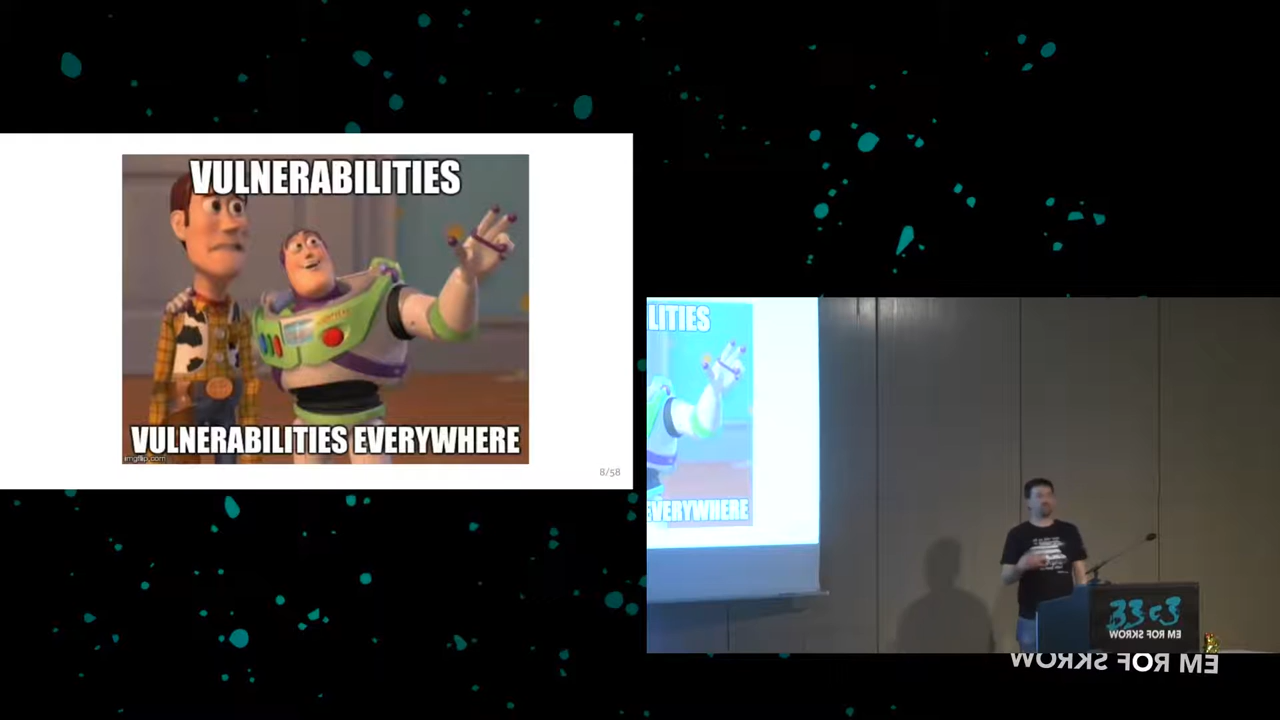 VULNERABILITIES
VULNERABILITIES EVERYWHERE
imgflip.com
8/58
LITIES
EVERYWHERE
33c3
WORKS FOR ME
WORKS FOR ME